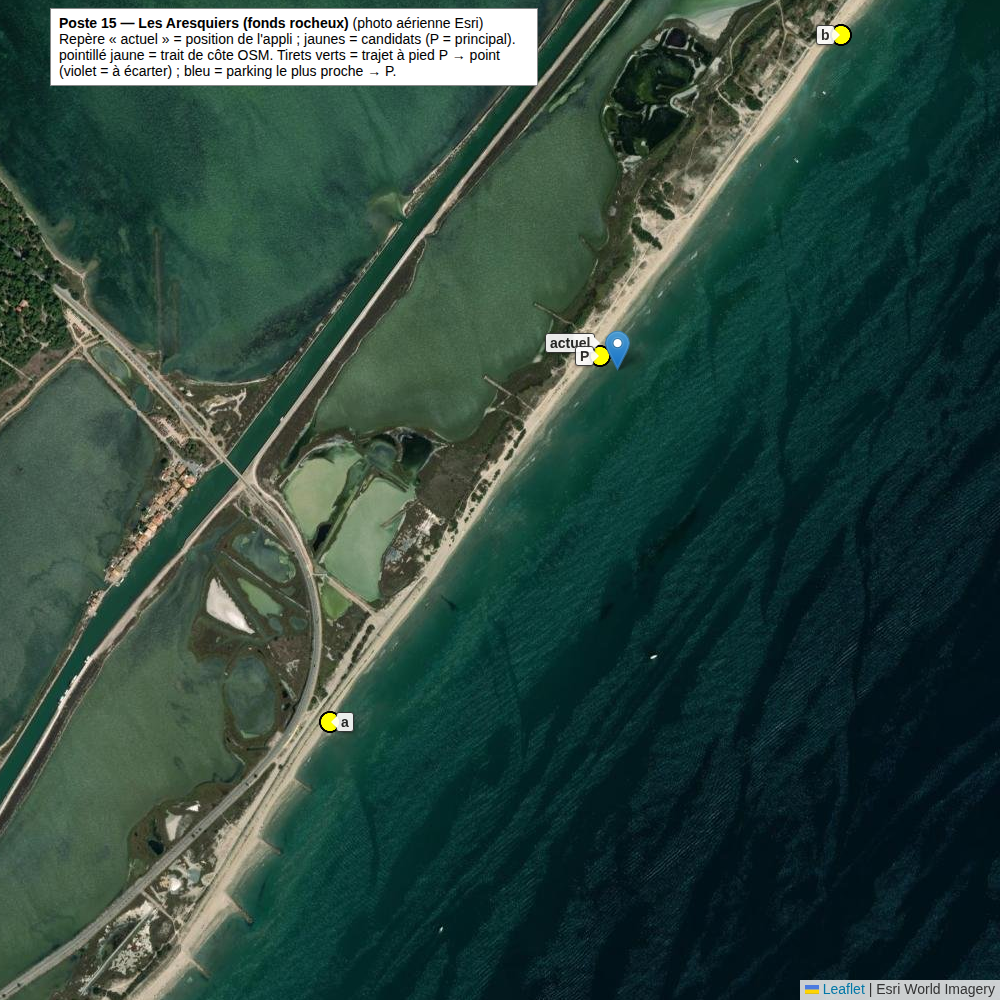 Poste 15 — Les Aresquiers (fonds rocheux) (photo aérienne Esri)
Repère « actuel » = position de l'appli ; jaunes = candidats (P = principal).
pointillé jaune = trait de côte OSM. Tirets verts = trajet à pied P → point
(violet = à écarter) ; bleu = parking le plus proche → P.
b
actuel
P
a
Leaflet | Esri World Imagery